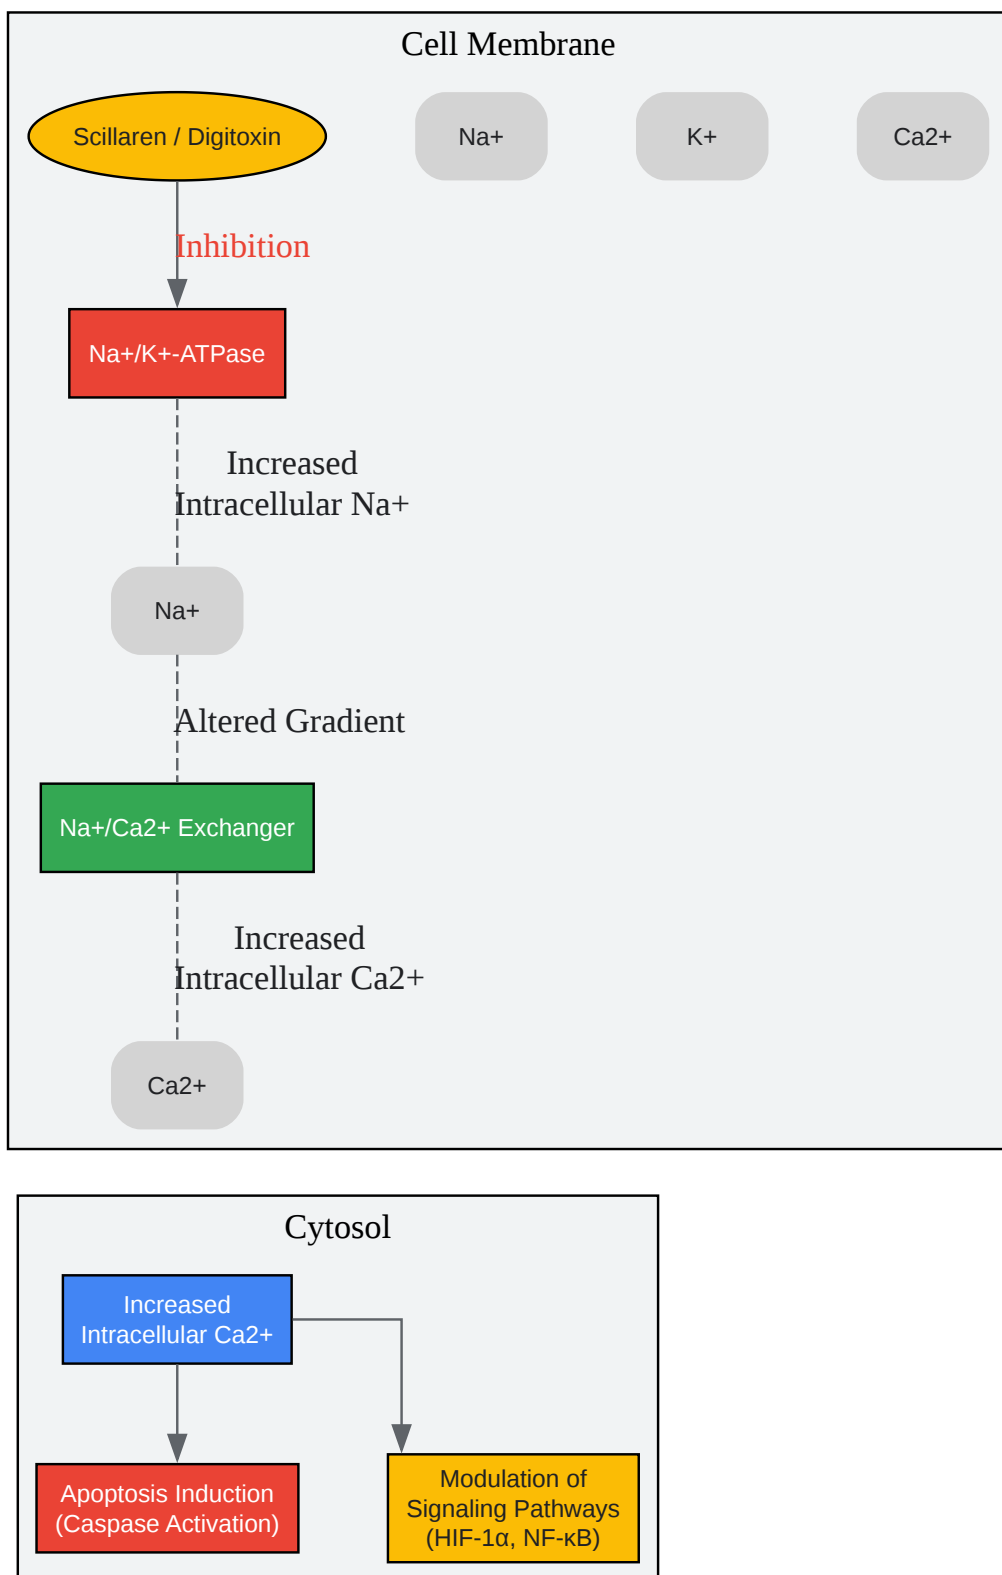 Cell Membrane
Scillaren / Digitoxin
Na+
K+
Ca2+
Inhibition
Na+/K+-ATPase
Increased
Intracellular Na+
Na+
Altered Gradient
Na+/Ca2+ Exchanger
Increased
Intracellular Ca2+
Ca2+
Cytosol
Increased
Intracellular Ca2+
Apoptosis Induction
(Caspase Activation)
Modulation of
Signaling Pathways
(HIF-1α, NF-κB)